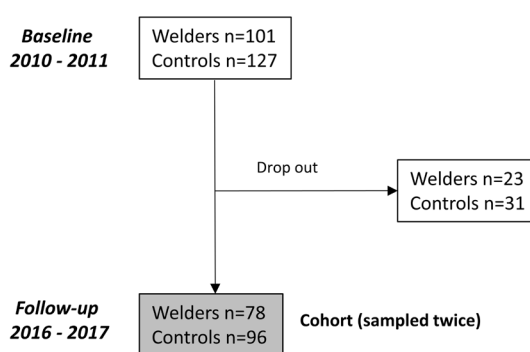 Baseline
2010 - 2011
Welders n=101
Controls n=127
Drop out
Welders n=23
Controls n=31
Follow-up
2016 - 2017
Welders n=78
Controls n=96
Cohort (sampled twice)